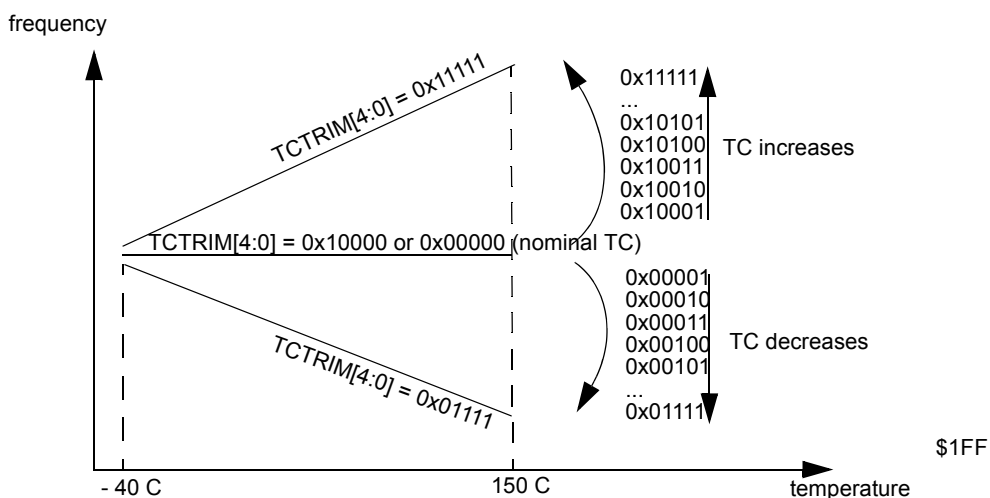 frequency
TCTRIM[4:0] = 0x11111
0x11111
...
0x10101
0x10100
0x10011
0x10010
0x10001
TC increases
TCTRIM[4:0] = 0x10000 or 0x00000 (nominal TC)
0x00001
0x00010
0x00011
0x00100
0x00101
...
0x01111
TC decreases
TCTRIM[4:0] = 0x01111
$1FF
- 40 C
150 C
temperature